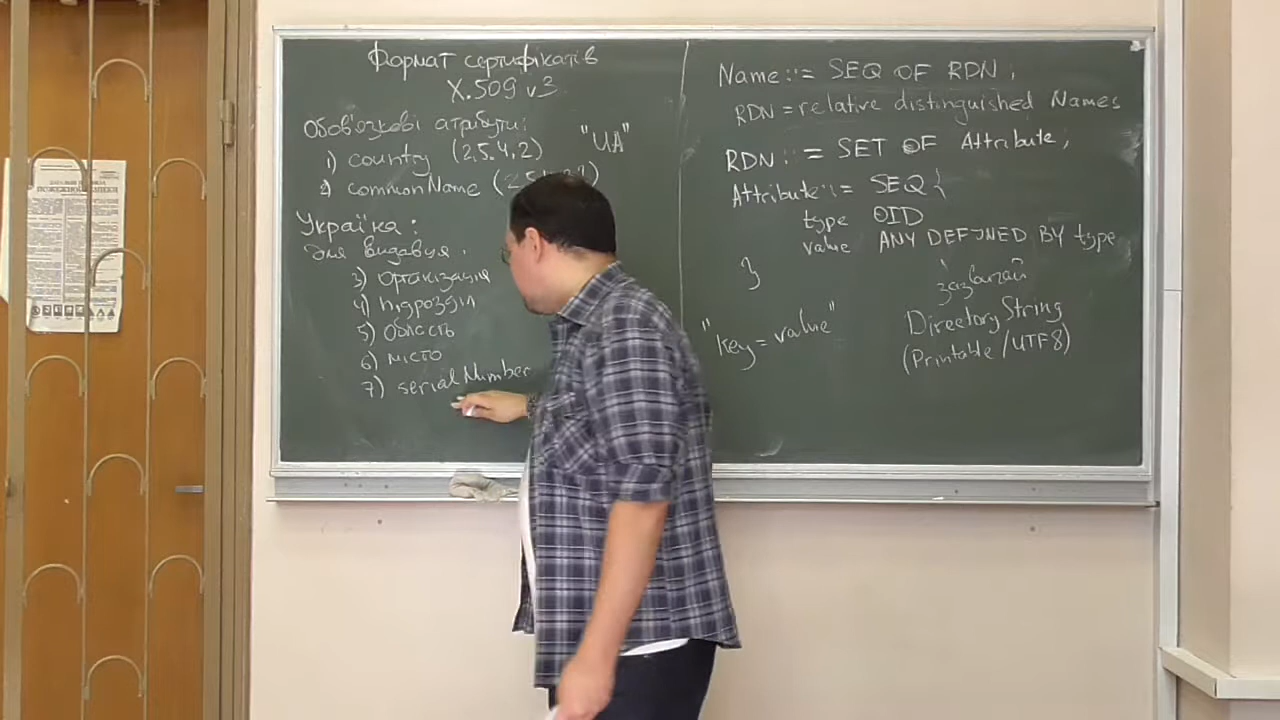 Формат сертифікатів
X.509 v3
Обов'язкові атрибути:
1) country (2.5.4.2) "UA"
2) commonName
Україна:
Для видавця:
3) Організація
4) Підрозділ
5) Область
6) місто
7) serialNumber
Name ::= SEQ OF RDN;
RDN = relative distinguished Names
RDN ::= SET OF Attribute;
Attribute ::= SEQ {
type OID
value ANY DEFINED BY type
}
зазвичай
"key = value"
Directory String
(Printable / UTF8)